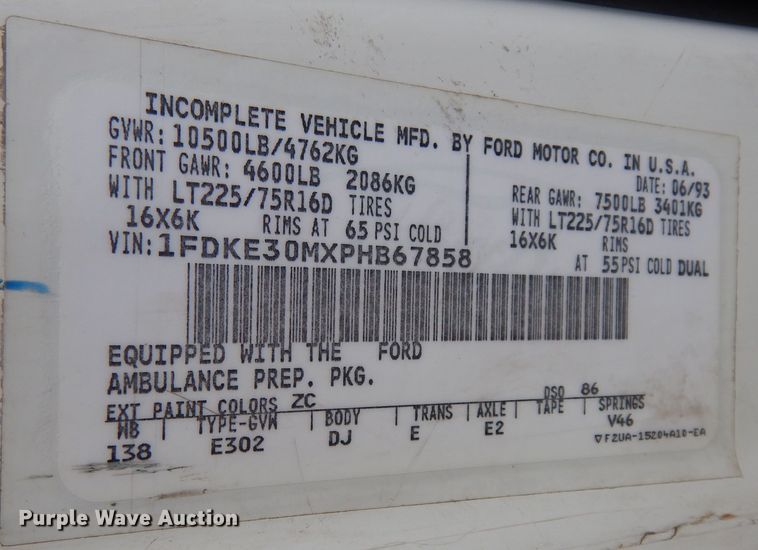 INCOMPLETE VEHICLE MFD. BY FORD MOTOR CO. IN U.S.A.
GVWR: 10500LB/4762KG
DATE: 06/93
FRONT GAWR: 4600LB 2086KG
REAR GAWR: 7500LB 3401KG
WITH LT225/75R16D TIRES
WITH LT225/75R16D TIRES
16X6K RIMS AT 65 PSI COLD
16X6K RIMS
AT 55 PSI COLD DUAL
VIN: 1FDKE30MXPHB67858
EQUIPPED WITH THE FORD
AMBULANCE PREP. PKG.
EXT PAINT COLORS ZC DSO 86
WB | TYPE-GVW | BODY | TRANS | AXLE | TAPE | SPRINGS
138 E302 DJ E E2 V46
F2UA-15204A10-EA
Purple Wave Auction